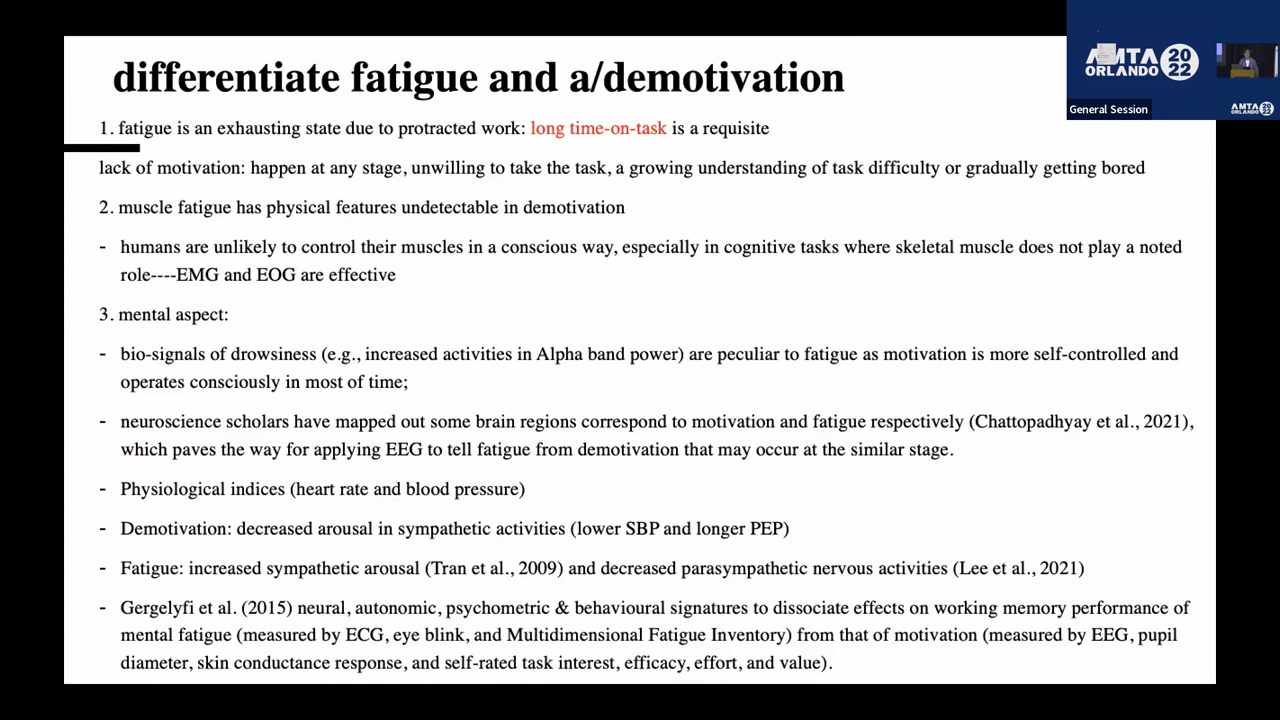 differentiate fatigue and a/demotivation
1. fatigue is an exhausting state due to protracted work: long time-on-task is a requisite
lack of motivation: happen at any stage, unwilling to take the task, a growing understanding of task difficulty or gradually getting bored
2. muscle fatigue has physical features undetectable in demotivation
- humans are unlikely to control their muscles in a conscious way, especially in cognitive tasks where skeletal muscle does not play a noted
role----EMG and EOG are effective
3. mental aspect:
- bio-signals of drowsiness (e.g., increased activities in Alpha band power) are peculiar to fatigue as motivation is more self-controlled and
operates consciously in most of time;
- neuroscience scholars have mapped out some brain regions correspond to motivation and fatigue respectively (Chattopadhyay et al., 2021),
which paves the way for applying EEG to tell fatigue from demotivation that may occur at the similar stage.
- Physiological indices (heart rate and blood pressure)
- Demotivation: decreased arousal in sympathetic activities (lower SBP and longer PEP)
- Fatigue: increased sympathetic arousal (Tran et al., 2009) and decreased parasympathetic nervous activities (Lee et al., 2021)
- Gergelyfi et al. (2015) neural, autonomic, psychometric & behavioural signatures to dissociate effects on working memory performance of
mental fatigue (measured by ECG, eye blink, and Multidimensional Fatigue Inventory) from that of motivation (measured by EEG, pupil
diameter, skin conductance response, and self-rated task interest, efficacy, effort, and value).
AMTA 20
ORLANDO 22
General Session
AMTA 20
ORLANDO 22